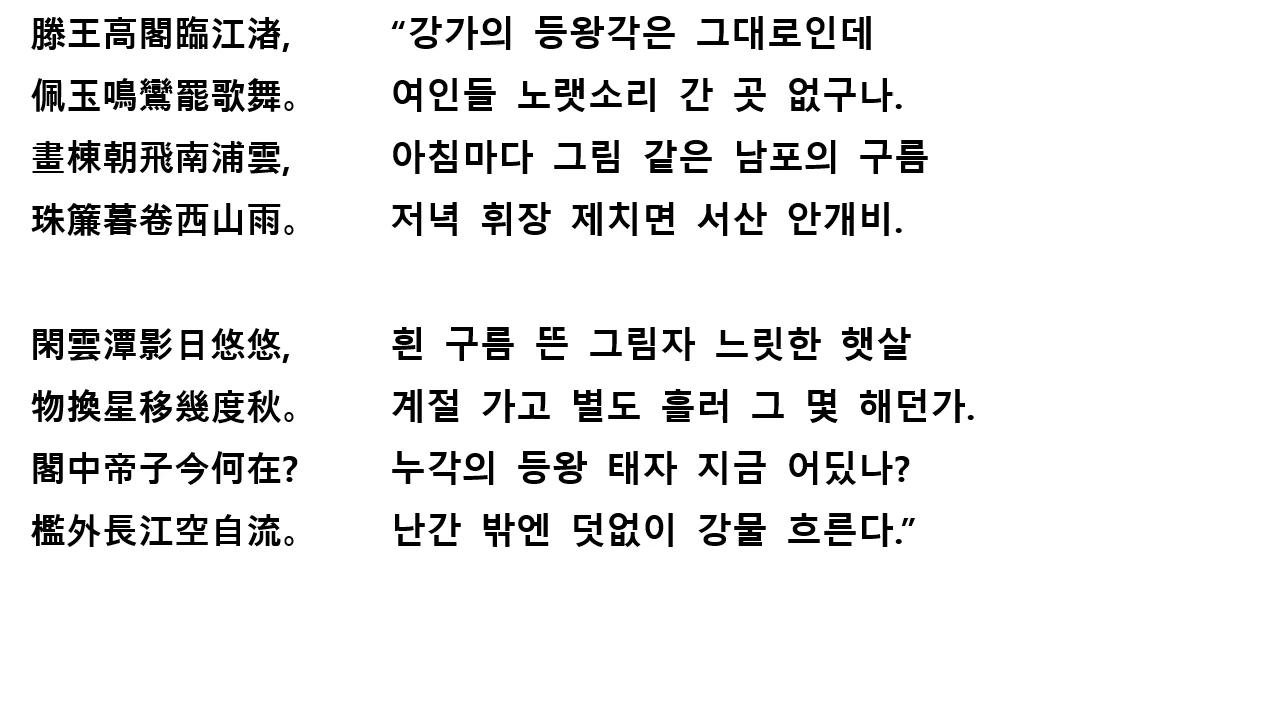 滕王高閣臨江渚, “강가의 등왕각은 그대로인데
佩玉鳴鸞罷歌舞。 여인들 노랫소리 간 곳 없구나.
畫棟朝飛南浦雲, 아침마다 그림 같은 남포의 구름
珠簾暮卷西山雨。 저녁 휘장 제치면 서산 안개비.
閑雲潭影日悠悠, 흰 구름 뜬 그림자 느릿한 햇살
物換星移幾度秋。 계절 가고 별도 흘러 그 몇 해던가.
閣中帝子今何在? 누각의 등왕 태자 지금 어딨나?
檻外長江空自流。 난간 밖엔 덧없이 강물 흐른다.”